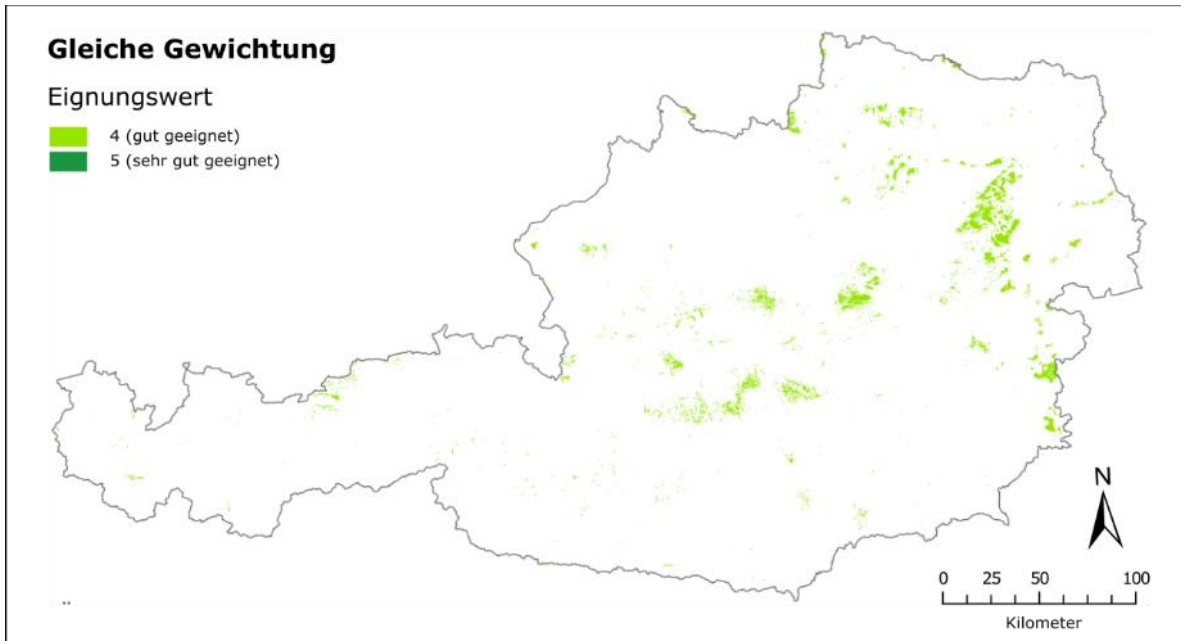 Gleiche Gewichtung
Eignungswert
4 (gut geeignet)
5 (sehr gut geeignet)
N
0 25 50 100
Kilometer